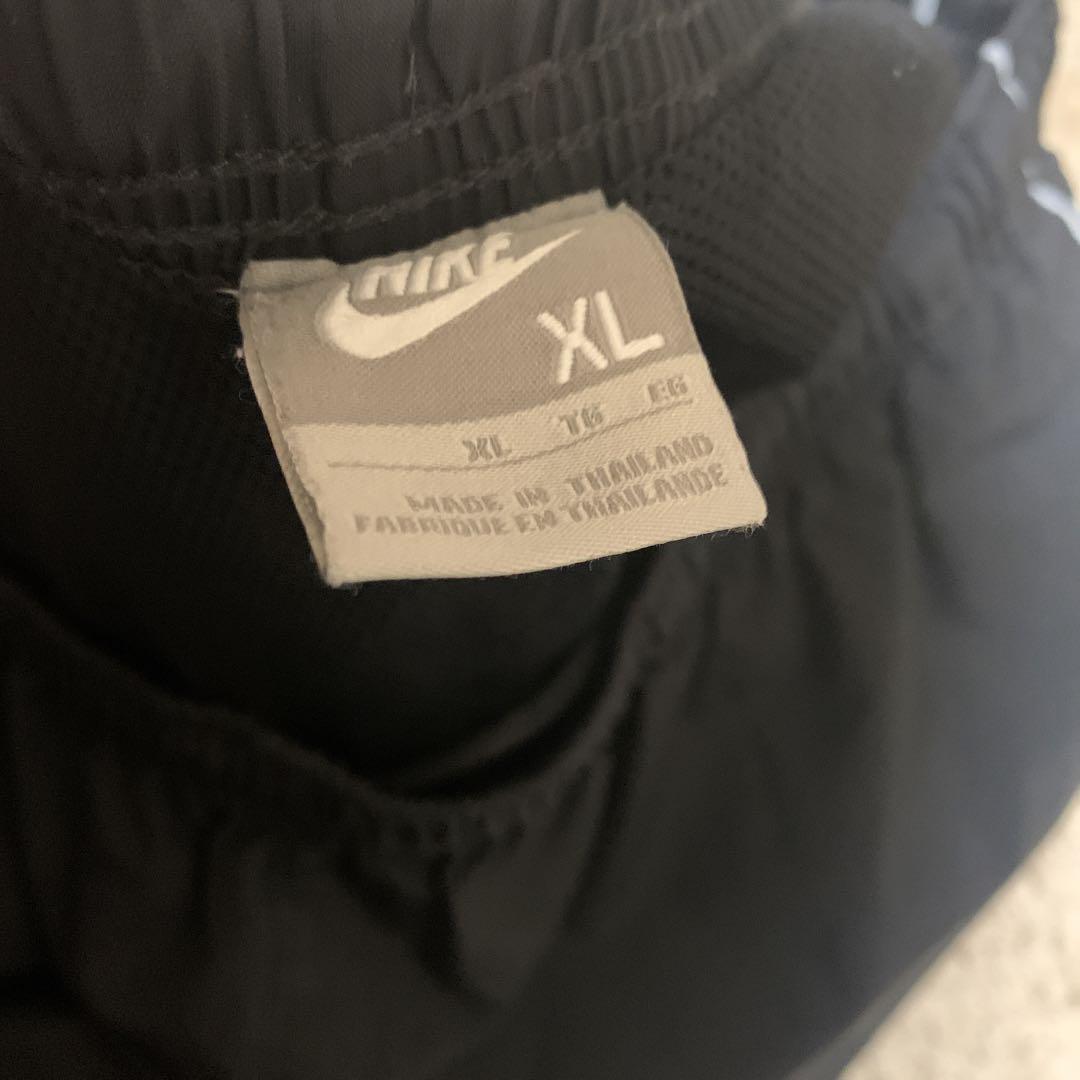 NIKE
XL
XL TG EG
MADE IN THAILAND
FABRIQUE EN THAILANDE